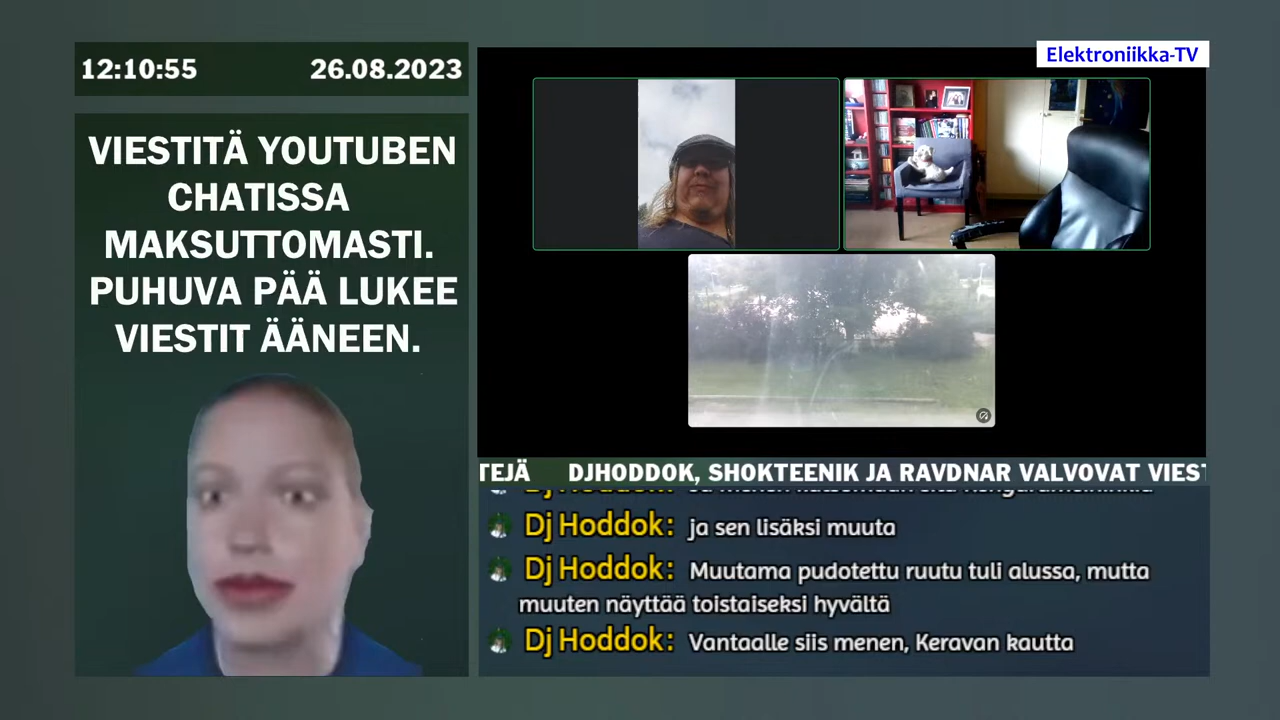 12:10:55 26.08.2023
VIESTITÄ YOUTUBEN
CHATISSA
MAKSUTTOMASTI.
PUHUVA PÄÄ LUKEE
VIESTIT ÄÄNEEN.
Elektroniikka-TV
TEJÄ DJHODDOK, SHOKTEENIK JA RAVDNAR VALVOVAT VIEST
Dj Hoddok:
Dj Hoddok: ja sen lisäksi muuta
Dj Hoddok: Muutama pudotettu ruutu tuli alussa, mutta
muuten näyttää toistaiseksi hyvältä
Dj Hoddok: Vantaalle siis menen, Keravan kautta